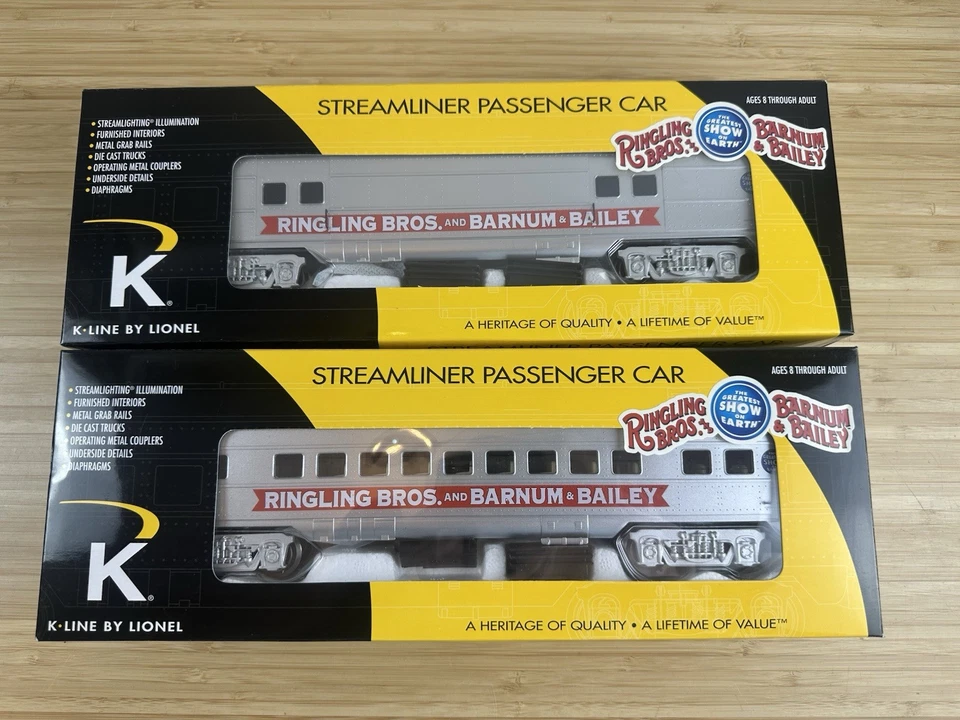 STREAMLINER PASSENGER CAR
AGES 8 THROUGH ADULT
• STREAMLIGHTING® ILLUMINATION
• FURNISHED INTERIORS
• METAL GRAB RAILS
• DIE CAST TRUCKS
• OPERATING METAL COUPLERS
• UNDERSIDE DETAILS
• DIAPHRAGMS
RINGLING BROS. THE GREATEST SHOW ON EARTH BARNUM & BAILEY
RINGLING BROS. AND BARNUM & BAILEY
K®
K-LINE BY LIONEL
A HERITAGE OF QUALITY • A LIFETIME OF VALUE™
STREAMLINER PASSENGER CAR
AGES 8 THROUGH ADULT
• STREAMLIGHTING® ILLUMINATION
• FURNISHED INTERIORS
• METAL GRAB RAILS
• DIE CAST TRUCKS
• OPERATING METAL COUPLERS
UNDERSIDE DETAILS
DIAPHRAGMS
RINGLING BROS. THE GREATEST SHOW ON EARTH BARNUM & BAILEY
RINGLING BROS. AND BARNUM & BAILEY
K®
K-LINE BY LIONEL
A HERITAGE OF QUALITY • A LIFETIME OF VALUE™